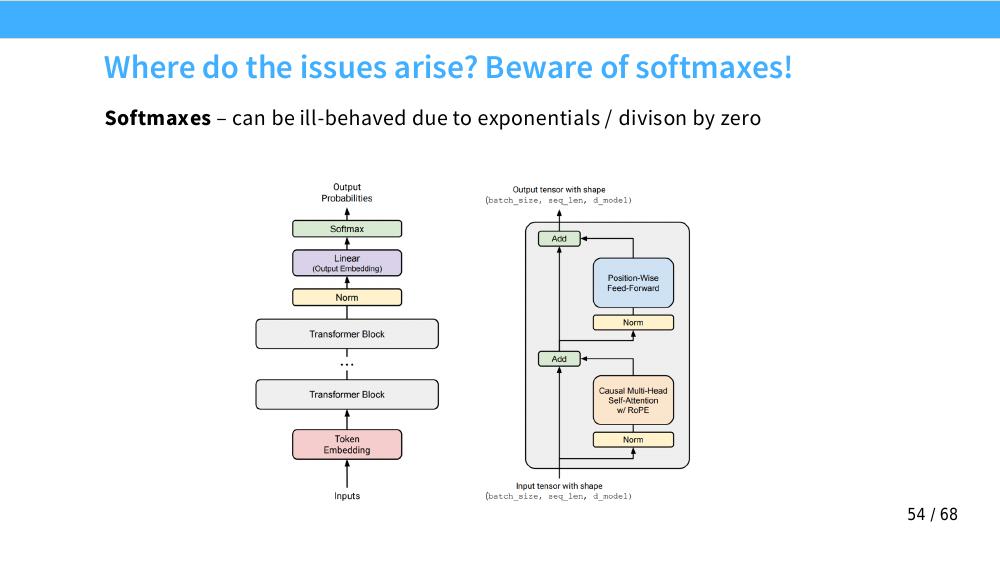 Where do the issues arise? Beware of softmaxes!
Softmaxes – can be ill-behaved due to exponentials / divison by zero
Output
Probabilities
Softmax
Linear
(Output Embedding)
Norm
Transformer Block
...
Transformer Block
Token
Embedding
Inputs
Output tensor with shape
(batch_size, seq_len, d_model)
Add
Position-Wise
Feed-Forward
Norm
Add
Causal Multi-Head
Self-Attention
w/ RoPE
Norm
Input tensor with shape
(batch_size, seq_len, d_model)
54 / 68